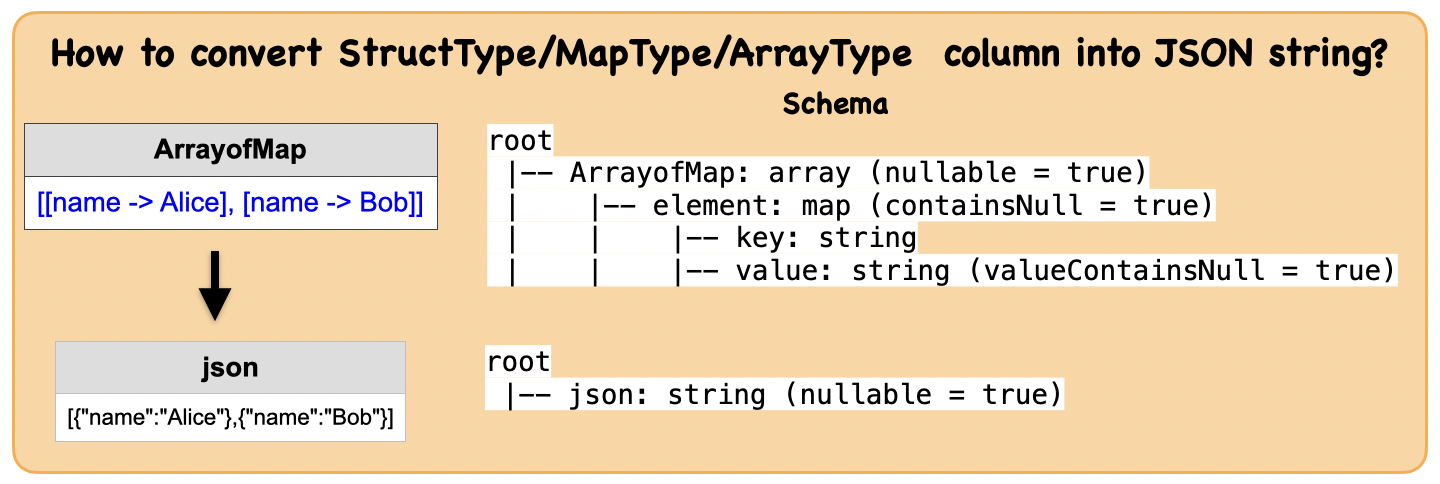 How to convert StructType/MapType/ArrayType column into JSON string?
Schema
ArrayofMap
[[name -> Alice], [name -> Bob]]
root
|-- ArrayofMap: array (nullable = true)
| |-- element: map (containsNull = true)
| | |-- key: string
| | |-- value: string (valueContainsNull = true)
json
[{"name":"Alice"},{"name":"Bob"}]
root
|-- json: string (nullable = true)